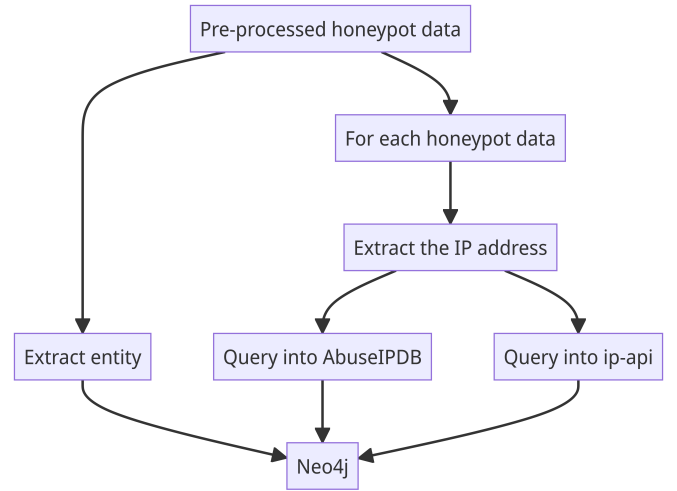 Pre-processed honeypot data
For each honeypot data
Extract the IP address
Extract entity
Query into AbuseIPDB
Query into ip-api
Neo4j